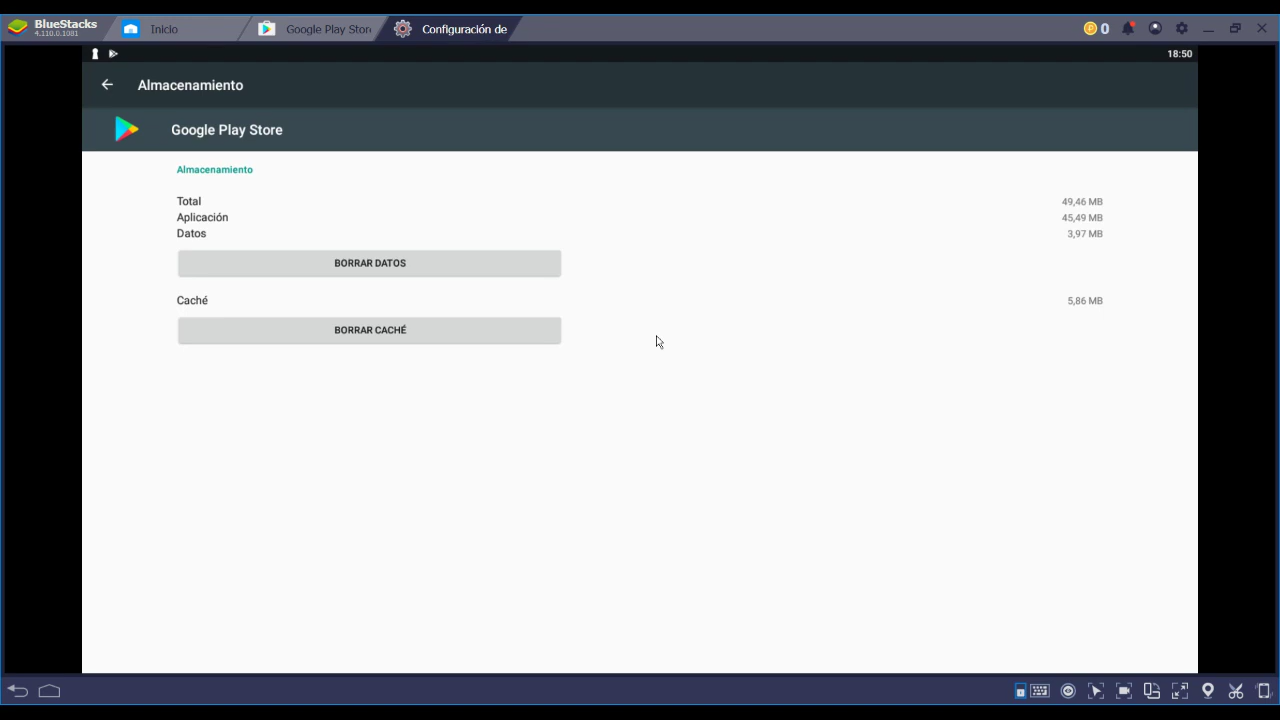 BlueStacks
4.110.0.1081
Inicio
Google Play Stor
Configuración de
0
18:50
Almacenamiento
Google Play Store
Almacenamiento
Total 49,46 MB
Aplicación 45,49 MB
Datos 3,97 MB
BORRAR DATOS
Caché 5,86 MB
BORRAR CACHÉ